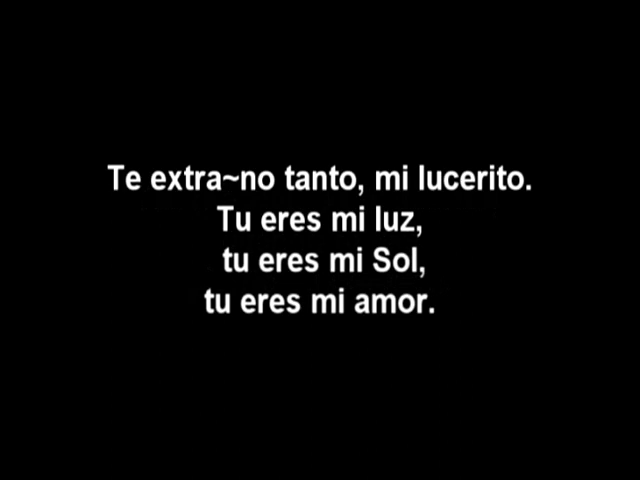 Te extra~no tanto, mi lucerito.
Tu eres mi luz,
tu eres mi Sol,
tu eres mi amor.